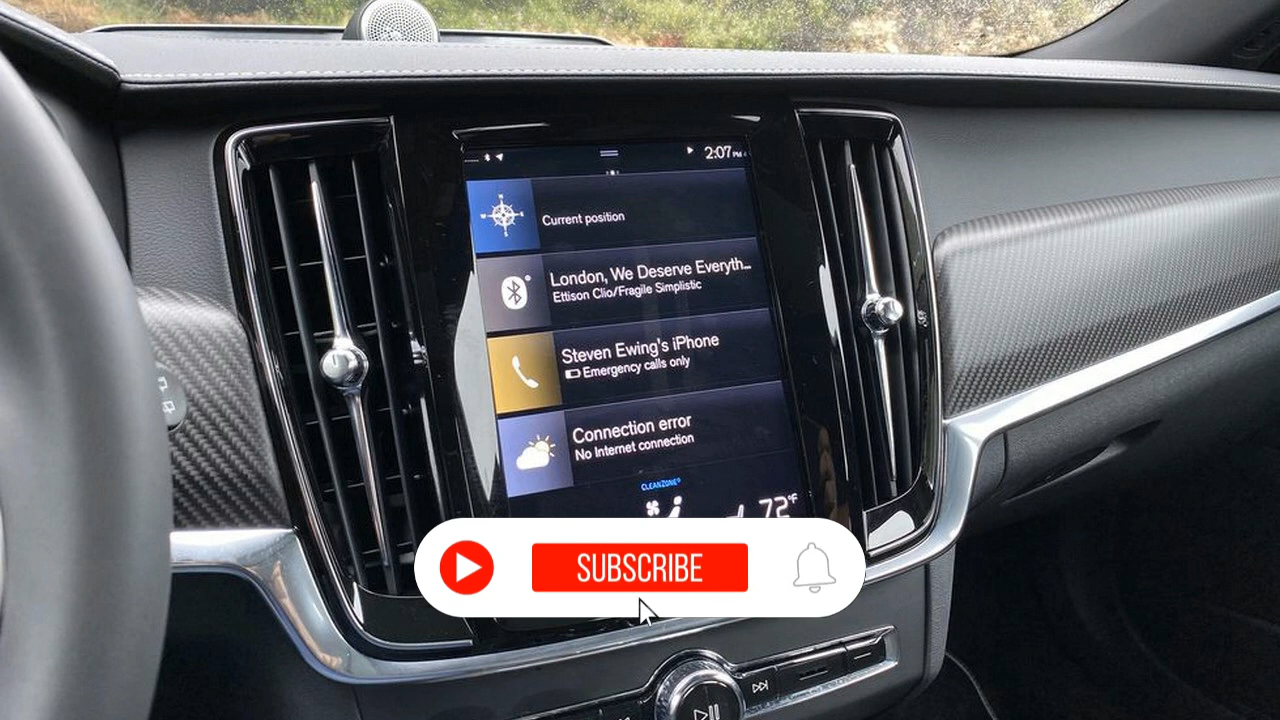 2:07 PM
Current position
London, We Deserve Everyth...
Ettison Clio/Fragile Simplistic
Steven Ewing's iPhone
Emergency calls only
Connection error
No Internet connection
CLEANZONE®
72°F
SUBSCRIBE